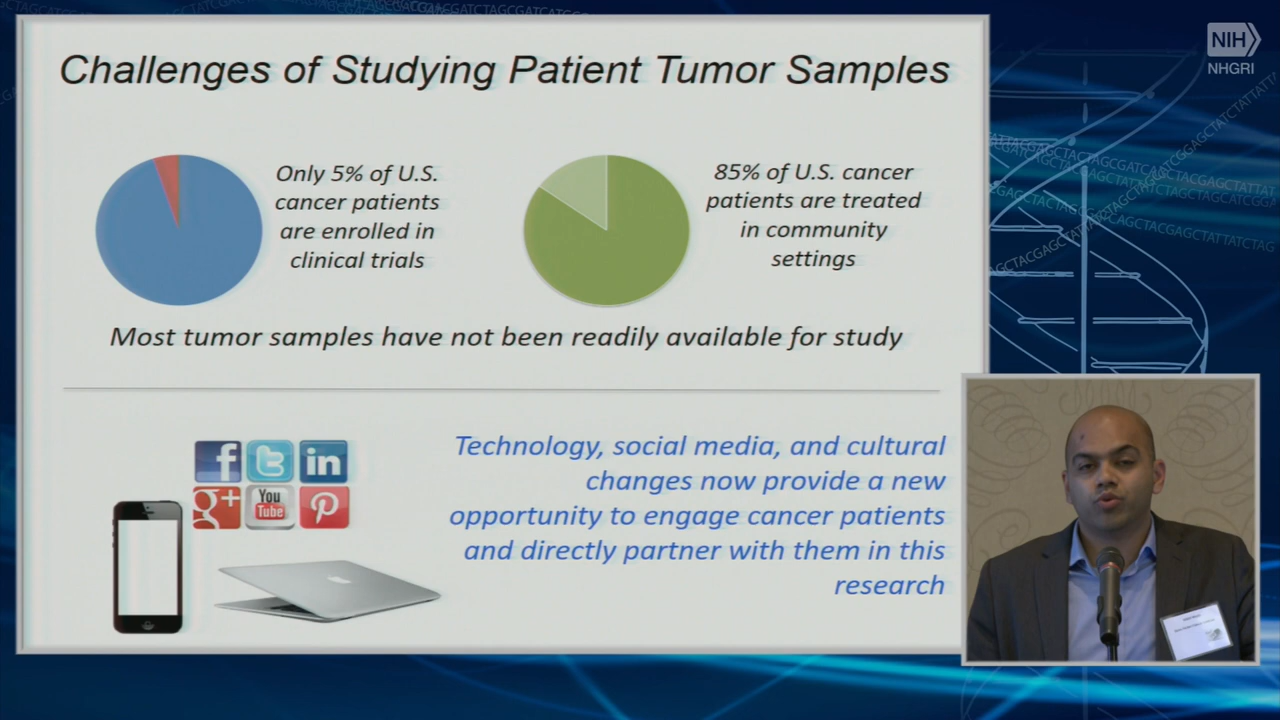 Challenges of Studying Patient Tumor Samples
Only 5% of U.S.
cancer patients
are enrolled in
clinical trials
85% of U.S. cancer
patients are treated
in community
settings
Most tumor samples have not been readily available for study
Technology, social media, and cultural
changes now provide a new
opportunity to engage cancer patients
and directly partner with them in this
research
f
t
in
g+
You
Tube
NIH
NHGRI